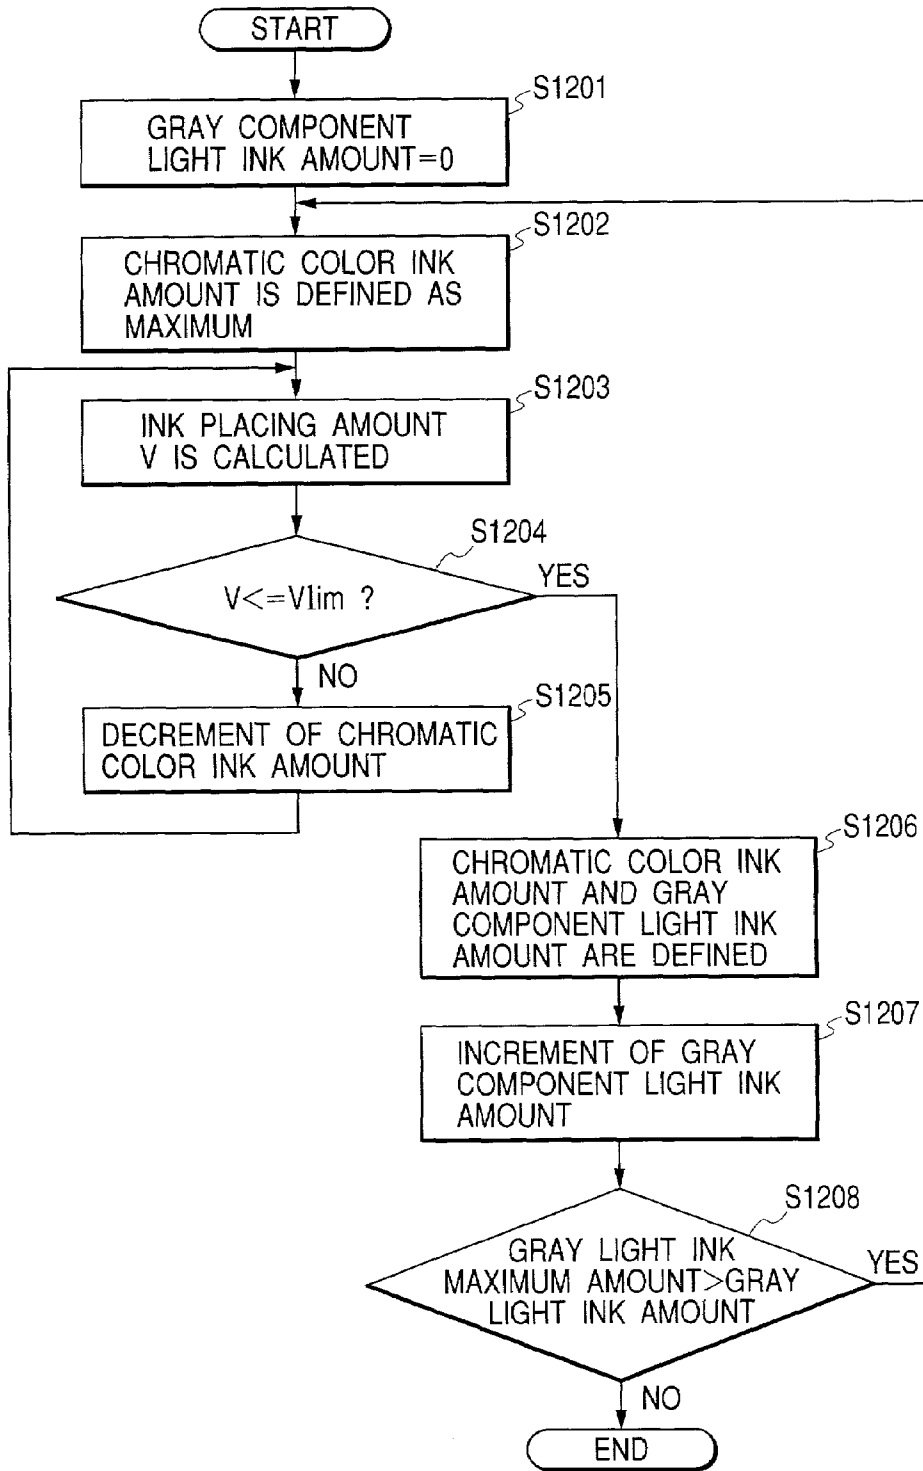 START
S1201
GRAY COMPONENT
LIGHT INK AMOUNT=0
S1202
CHROMATIC COLOR INK
AMOUNT IS DEFINED AS
MAXIMUM
S1203
INK PLACING AMOUNT
V IS CALCULATED
S1204
V<=Vlim ?
YES
NO
S1205
DECREMENT OF CHROMATIC
COLOR INK AMOUNT
S1206
CHROMATIC COLOR INK
AMOUNT AND GRAY
COMPONENT LIGHT INK
AMOUNT ARE DEFINED
S1207
INCREMENT OF GRAY
COMPONENT LIGHT INK
AMOUNT
S1208
GRAY LIGHT INK
MAXIMUM AMOUNT>GRAY
LIGHT INK AMOUNT
YES
NO
END